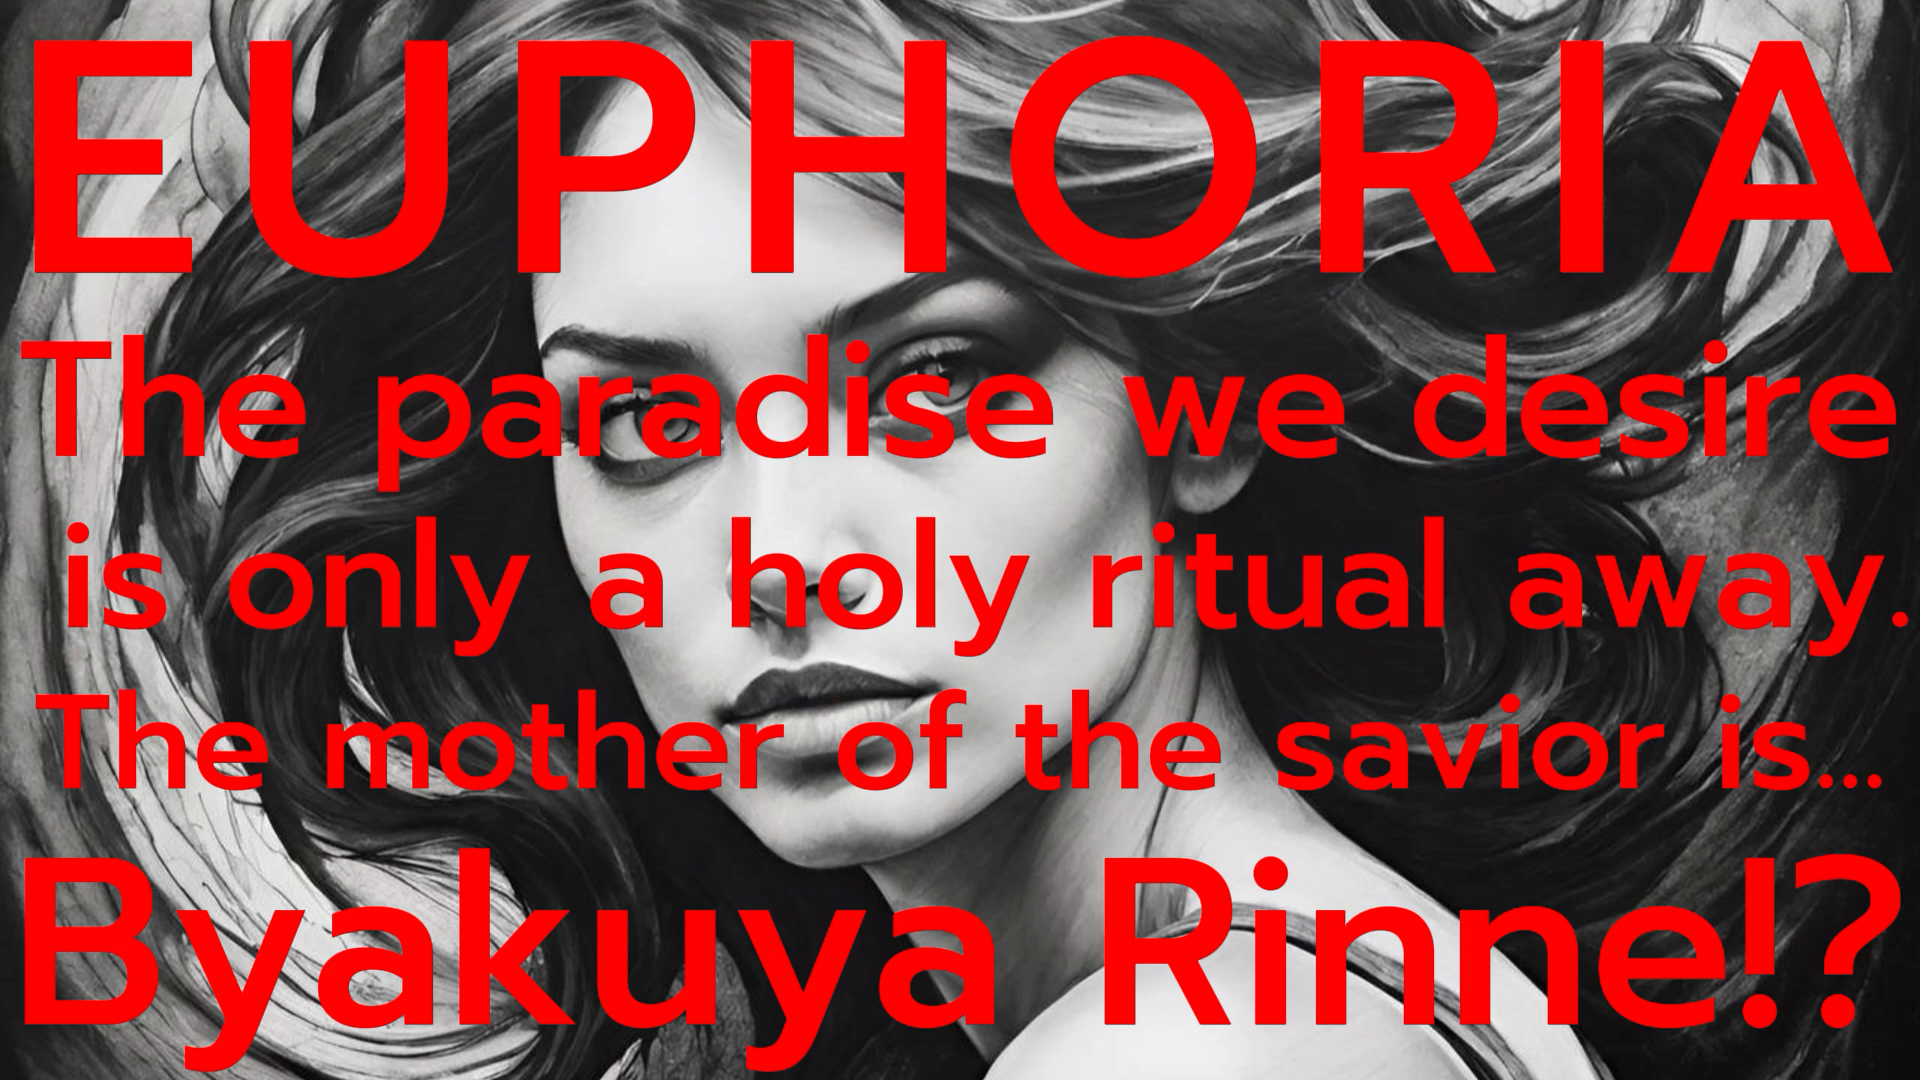 EUPHORIA
The paradise we desire
is only a holy ritual away.
The mother of the savior is...
Byakuya Rinne!?